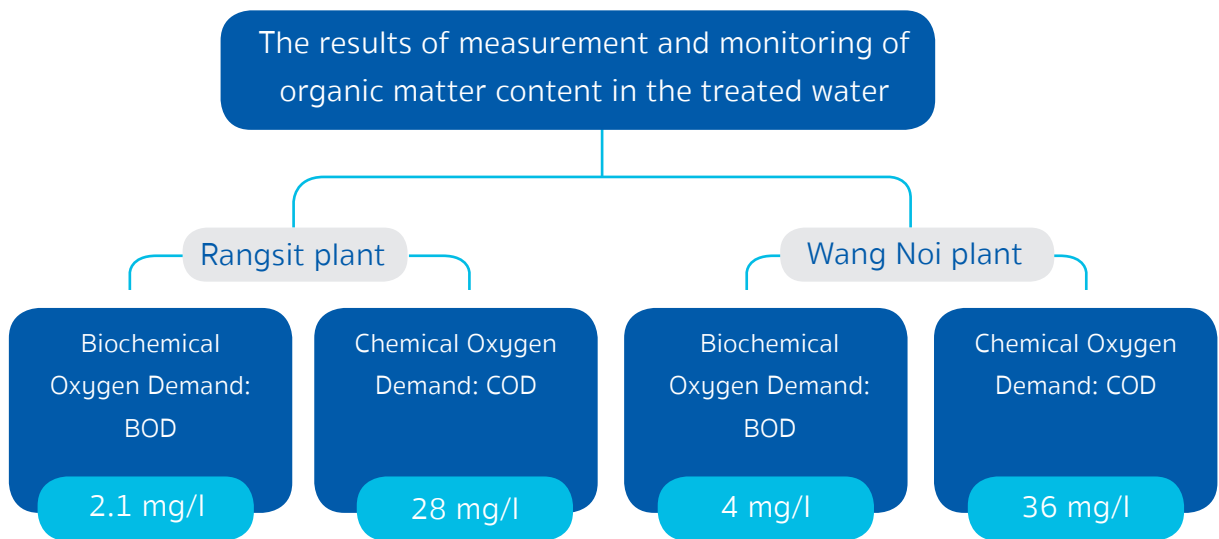 The results of measurement and monitoring of
organic matter content in the treated water
Rangsit plant
Biochemical
Oxygen Demand:
BOD
2.1 mg/l
Chemical Oxygen
Demand: COD
28 mg/l
Wang Noi plant
Biochemical
Oxygen Demand:
BOD
4 mg/l
Chemical Oxygen
Demand: COD
36 mg/l